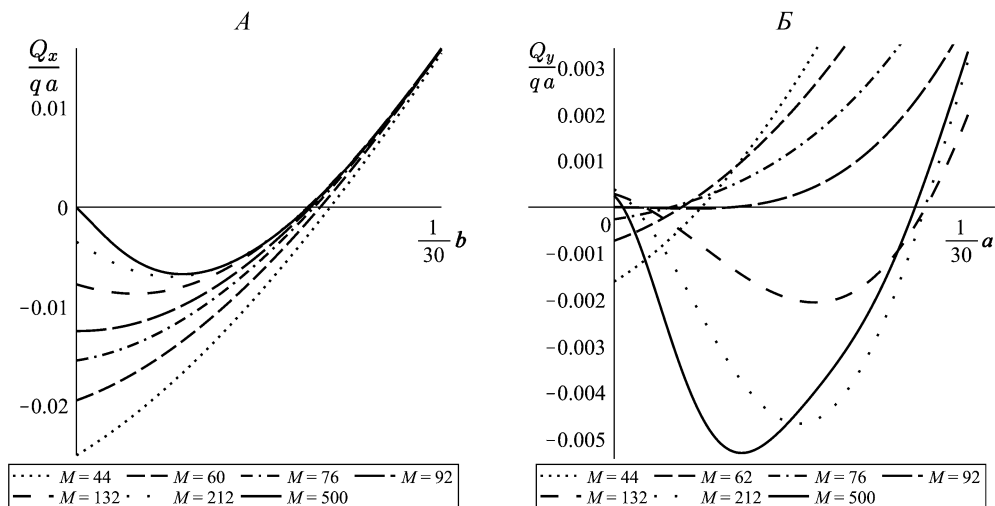 А
Q_x
q a
0.01
0
−0.01
−0.02
1
30
b
M = 44 M = 60 M = 76 M = 92
M = 132 M = 212 M = 500
Б
Q_y
q a
0.003
0.002
0.001
0
−0.001
−0.002
−0.003
−0.004
−0.005
1
30
a
M = 44 M = 62 M = 76 M = 92
M = 132 M = 212 M = 500